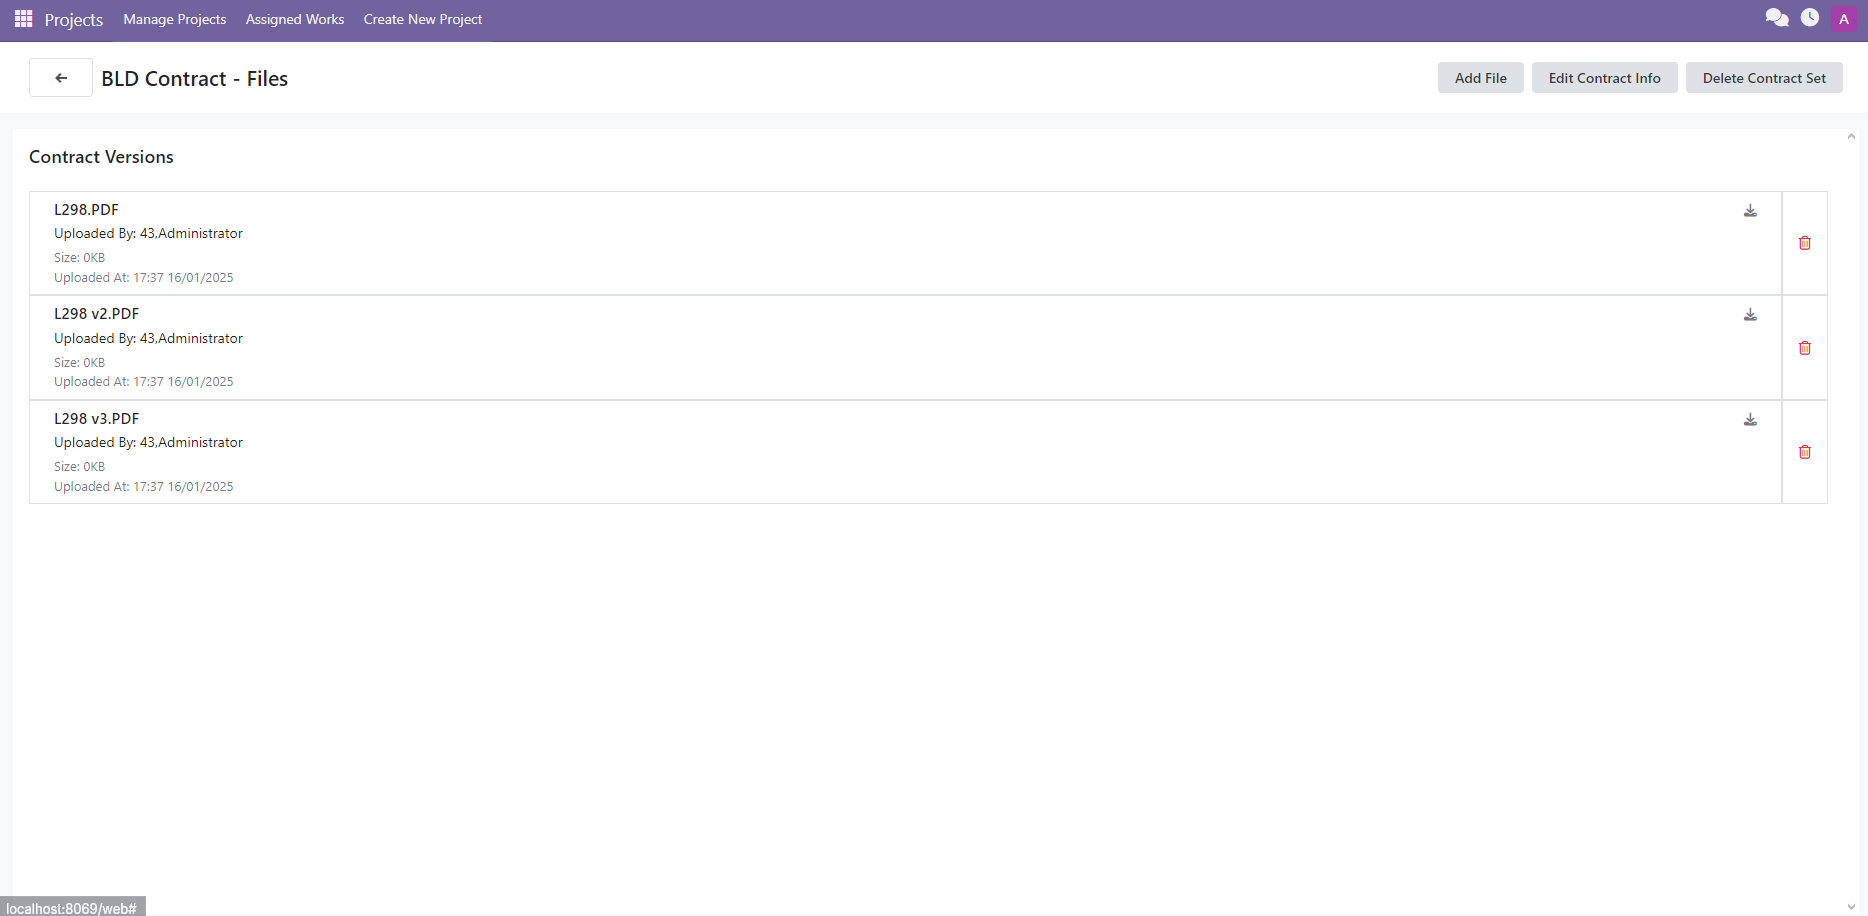 Projects Manage Projects Assigned Works Create New Project A
BLD Contract - Files Add File Edit Contract Info Delete Contract Set
Contract Versions
L298.PDF
Uploaded By: 43,Administrator
Size: 0KB
Uploaded At: 17:37 16/01/2025
L298 v2.PDF
Uploaded By: 43,Administrator
Size: 0KB
Uploaded At: 17:37 16/01/2025
L298 v3.PDF
Uploaded By: 43,Administrator
Size: 0KB
Uploaded At: 17:37 16/01/2025
localhost:8069/web#